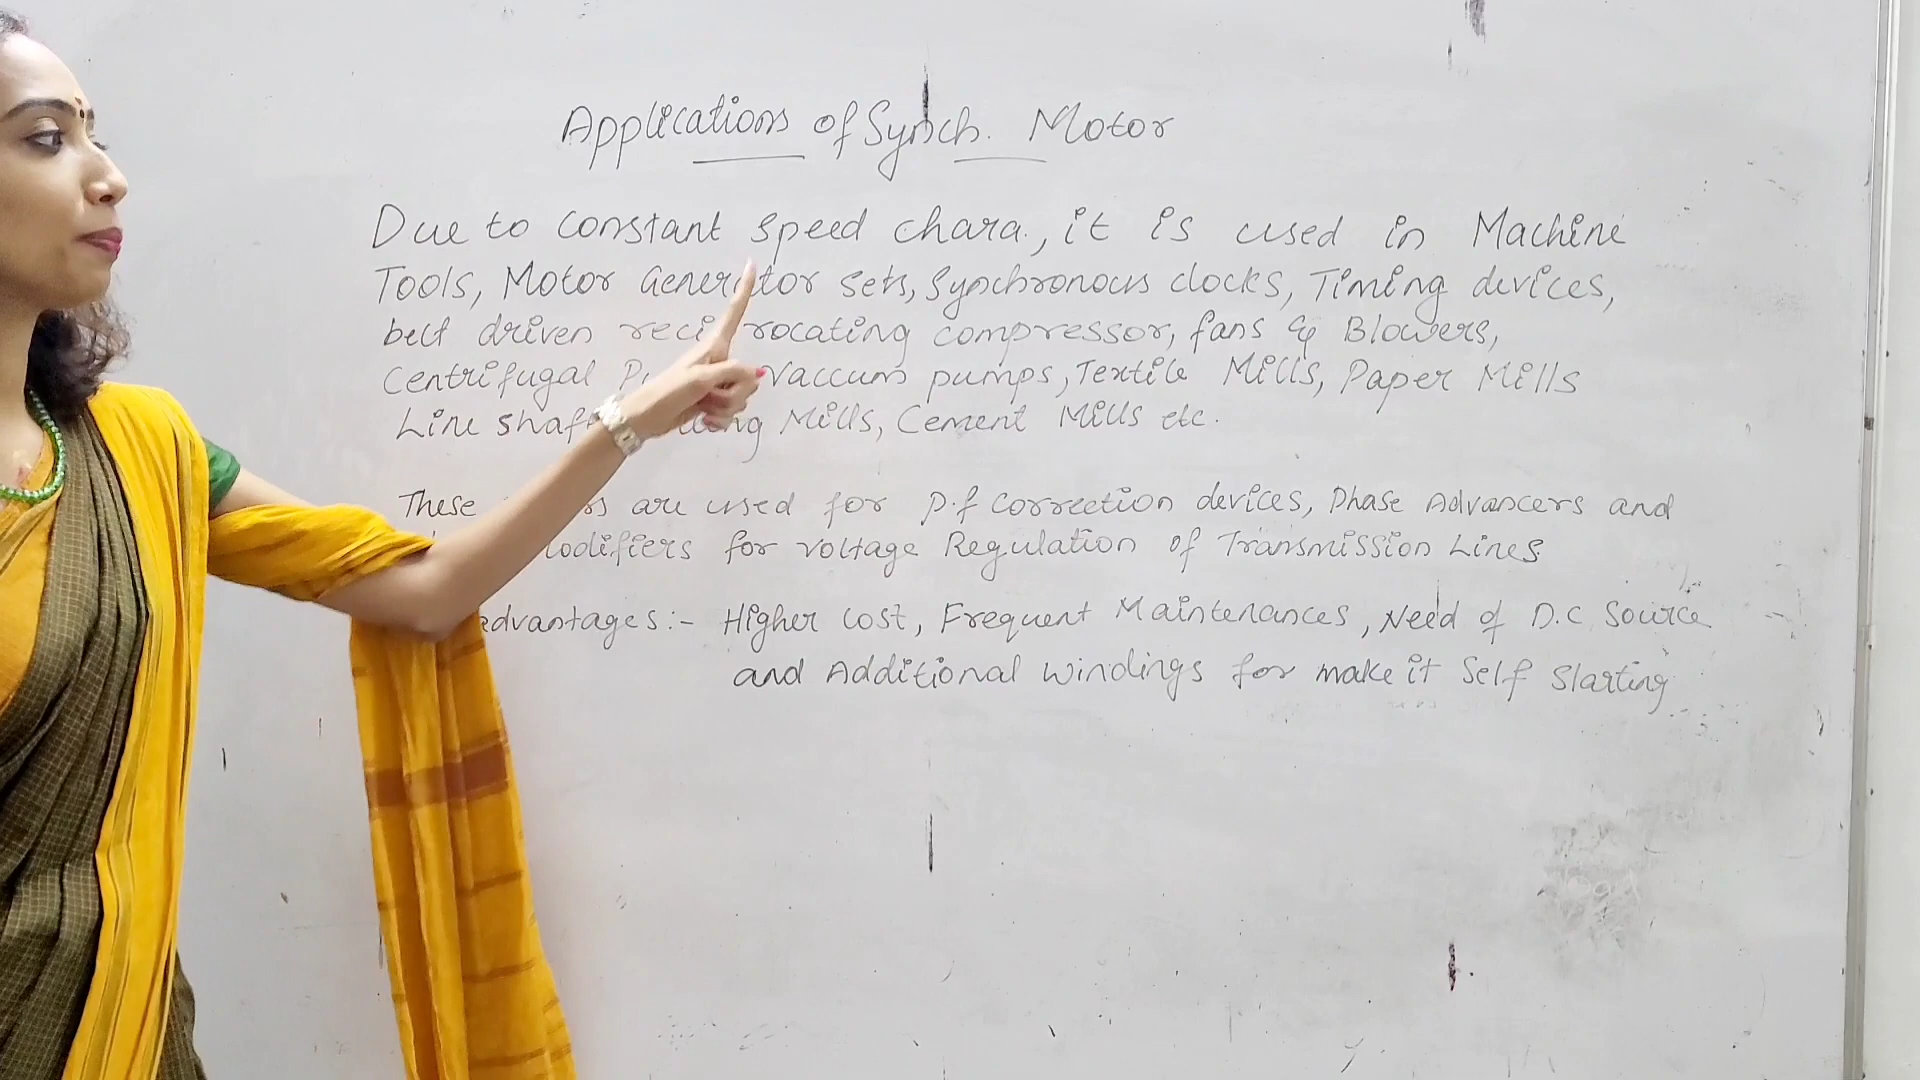 Applications of Synch. Motor
Due to constant speed chara., it is used in Machine
Tools, Motor Generator sets, Synchronous clocks, Timing devices,
belt driven reciprocating compressor, fans & Blowers,
Centrifugal Vaccum pumps, Textile Mills, Paper Mills
Line shaft Mills, Cement Mills etc.
These are used for p.f correction devices, Phase Advancers and
for voltage Regulation of Transmission Lines.
:- Higher cost, Frequent Maintenances, Need of D.C Source
and Additional windings for make it Self Starting